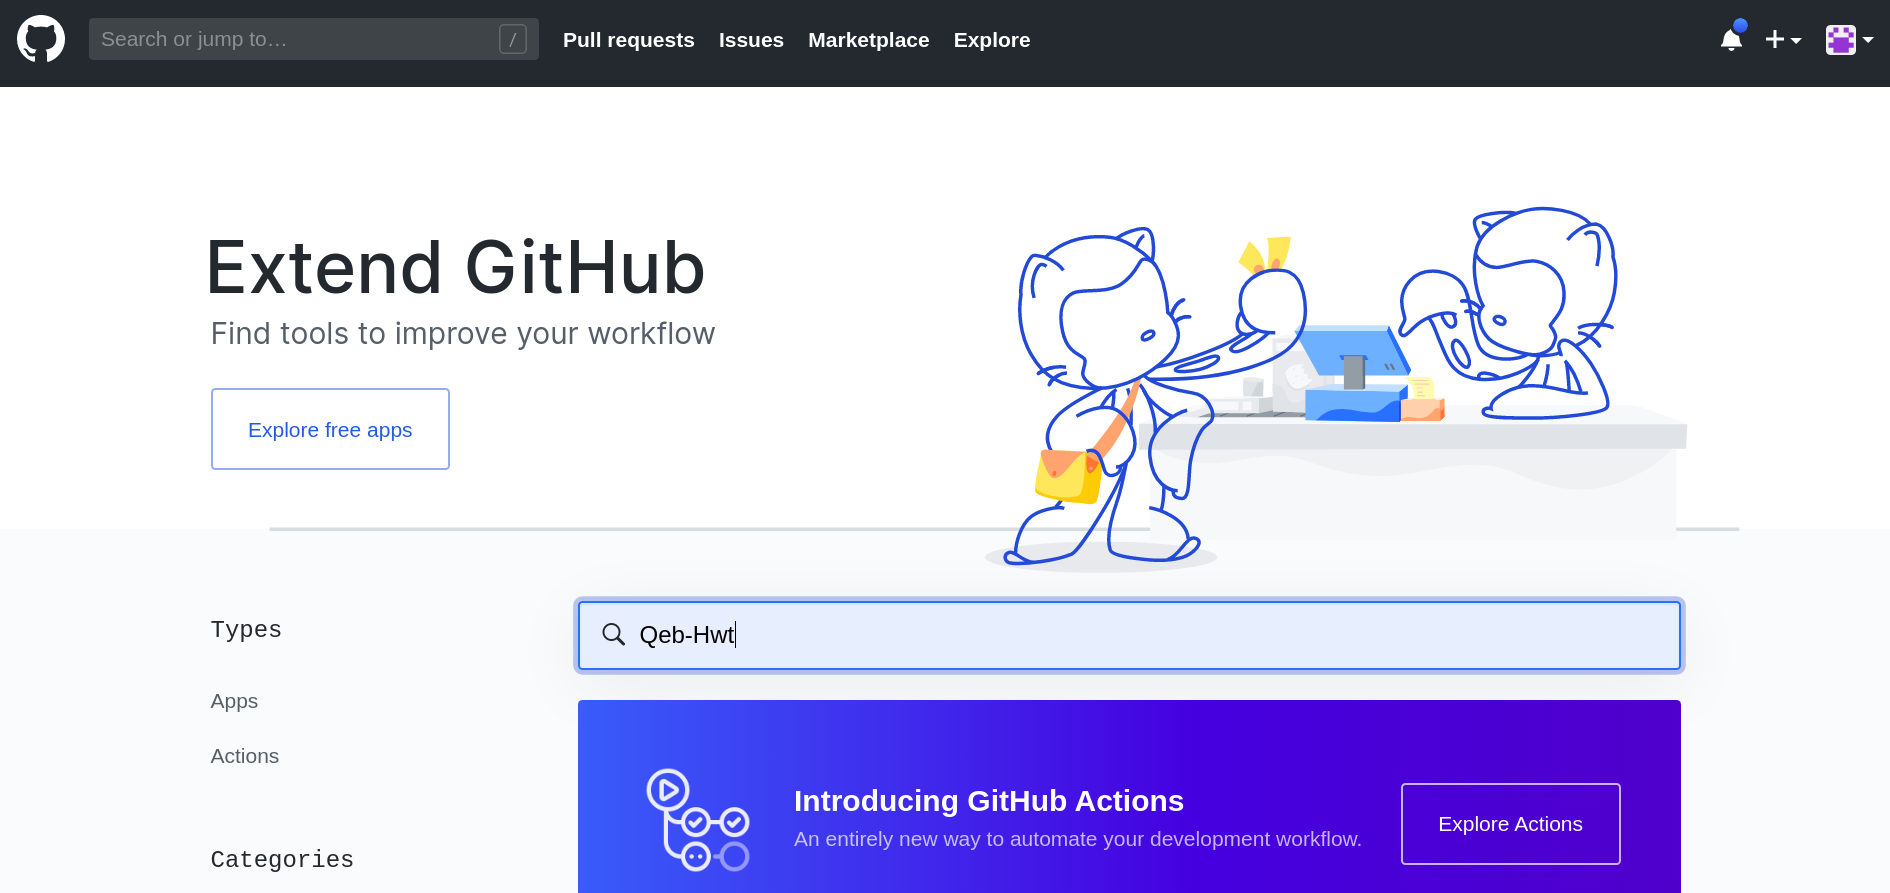 Search or jump to…
/
Pull requests Issues Marketplace Explore
Extend GitHub
Find tools to improve your workflow
Explore free apps
Types
Apps
Actions
Categories
Qeb-Hwt
Introducing GitHub Actions
An entirely new way to automate your development workflow.
Explore Actions